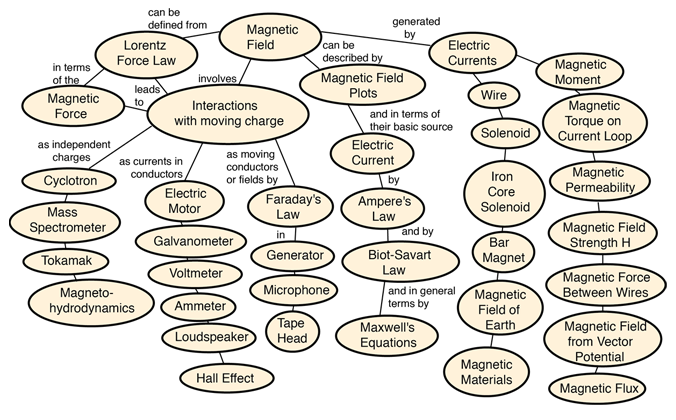 can be
defined from
Magnetic
Field
generated
by
Lorentz
Force Law
can be
described by
Electric
Currents
Magnetic
Moment
in terms
of the
Magnetic
Force
leads
to
involves
Interactions
with moving charge
Magnetic Field
Plots
Wire
Magnetic
Torque on
Current Loop
and in terms of
their basic source
Solenoid
Electric
Current
as independent
charges
as currents in
conductors
as moving
conductors
or fields by
by
Cyclotron
Mass
Spectrometer
Tokamak
Magneto-
hydrodynamics
Electric
Motor
Galvanometer
Voltmeter
Ammeter
Loudspeaker
Hall Effect
Faraday's
Law
in
Generator
Microphone
Tape
Head
Ampere's
Law
and by
Biot-Savart
Law
and in general
terms by
Maxwell's
Equations
Iron
Core
Solenoid
Bar
Magnet
Magnetic
Field of
Earth
Magnetic
Materials
Magnetic
Permeability
Magnetic Field
Strength H
Magnetic Force
Between Wires
Magnetic Field
from Vector
Potential
Magnetic Flux